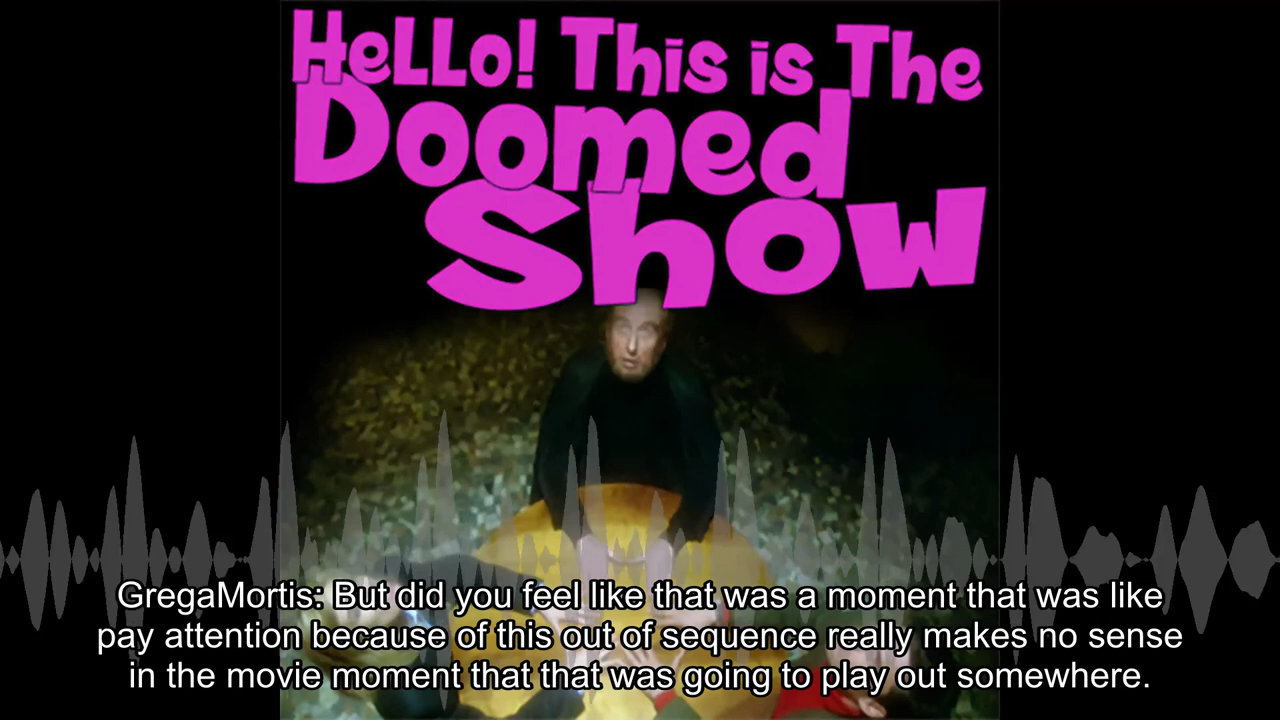 HeLLo! This is The
Doomed
Show
GregaMortis: But did you feel like that was a moment that was like
pay attention because of this out of sequence really makes no sense
in the movie moment that that was going to play out somewhere.